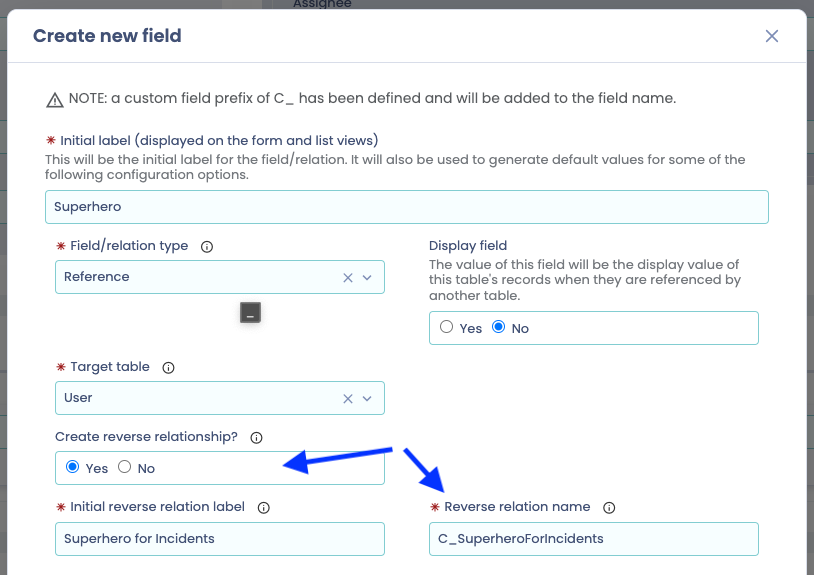 Assignee
Create new field
NOTE: a custom field prefix of C_ has been defined and will be added to the field name.
* Initial label (displayed on the form and list views)
This will be the initial label for the field/relation. It will also be used to generate default values for some of the
following configuration options.
Superhero
* Field/relation type
Display field
Reference
The value of this field will be the display value of
this table's records when they are referenced by
another table.
_
Yes No
* Target table
User
Create reverse relationship?
Yes No
* Initial reverse relation label
* Reverse relation name
Superhero for Incidents
C_SuperheroForIncidents